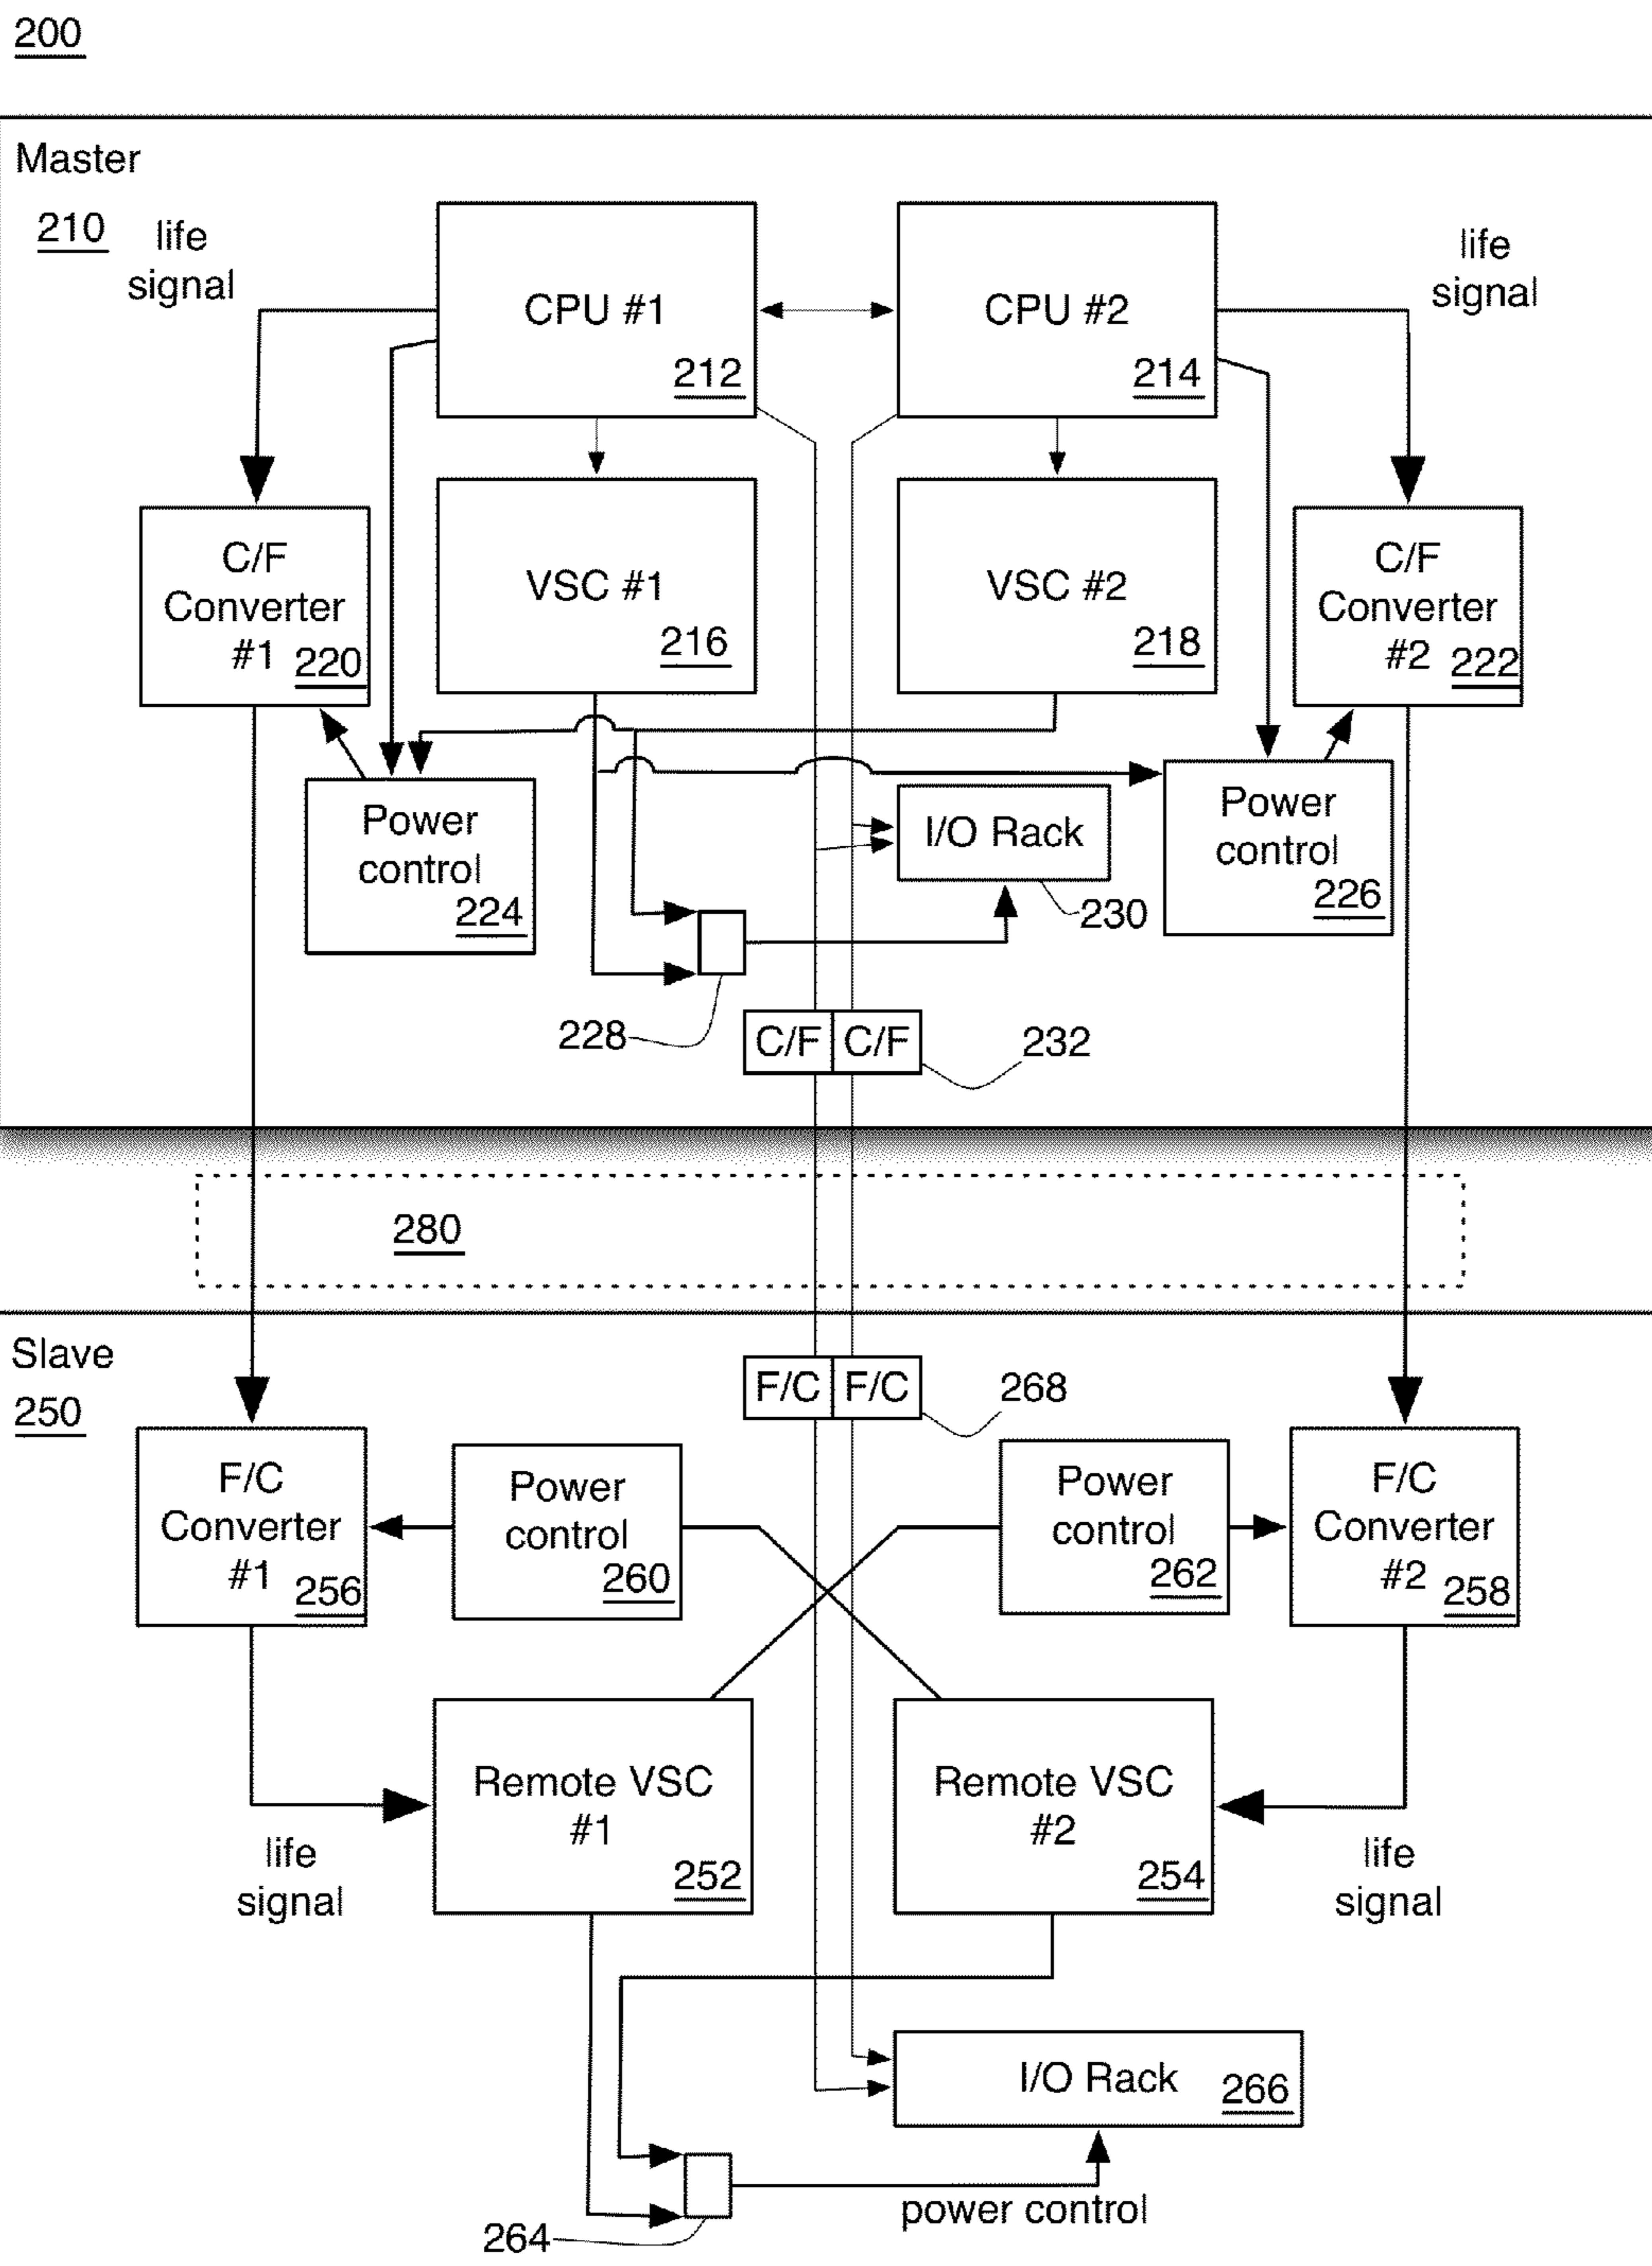 200
Master
210
life
signal
life
signal
CPU #1
212
CPU #2
214
C/F
Converter
#1 220
VSC #1
216
VSC #2
218
C/F
Converter
#2 222
Power
control
224
I/O Rack
230
Power
control
226
228
C/F C/F
232
280
Slave
250
F/C F/C
268
F/C
Converter
#1 256
Power
control
260
Power
control
262
F/C
Converter
#2 258
Remote VSC
#1
252
Remote VSC
#2
254
life
signal
life
signal
I/O Rack 266
power control
264